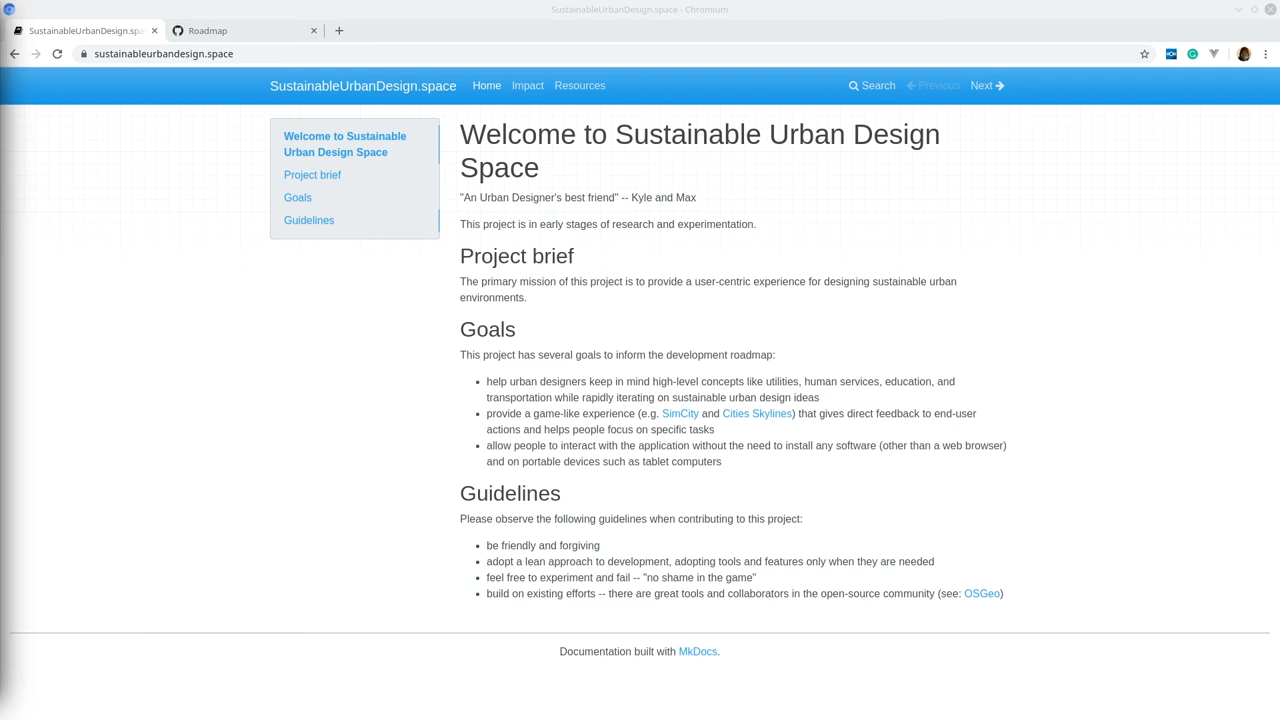 SustainableUrbanDesign.space - Chromium
SustainableUrbanDesign.spa
Roadmap
sustainableurbandesign.space
SustainableUrbanDesign.space Home Impact Resources Search Previous Next
Welcome to Sustainable
Urban Design Space
Project brief
Goals
Guidelines
Welcome to Sustainable Urban Design
Space
"An Urban Designer's best friend" -- Kyle and Max
This project is in early stages of research and experimentation.
Project brief
The primary mission of this project is to provide a user-centric experience for designing sustainable urban
environments.
Goals
This project has several goals to inform the development roadmap:
help urban designers keep in mind high-level concepts like utilities, human services, education, and
transportation while rapidly iterating on sustainable urban design ideas
provide a game-like experience (e.g. SimCity and Cities Skylines) that gives direct feedback to end-user
actions and helps people focus on specific tasks
allow people to interact with the application without the need to install any software (other than a web browser)
and on portable devices such as tablet computers
Guidelines
Please observe the following guidelines when contributing to this project:
be friendly and forgiving
adopt a lean approach to development, adopting tools and features only when they are needed
feel free to experiment and fail -- "no shame in the game"
build on existing efforts -- there are great tools and collaborators in the open-source community (see: OSGeo)
Documentation built with MkDocs.